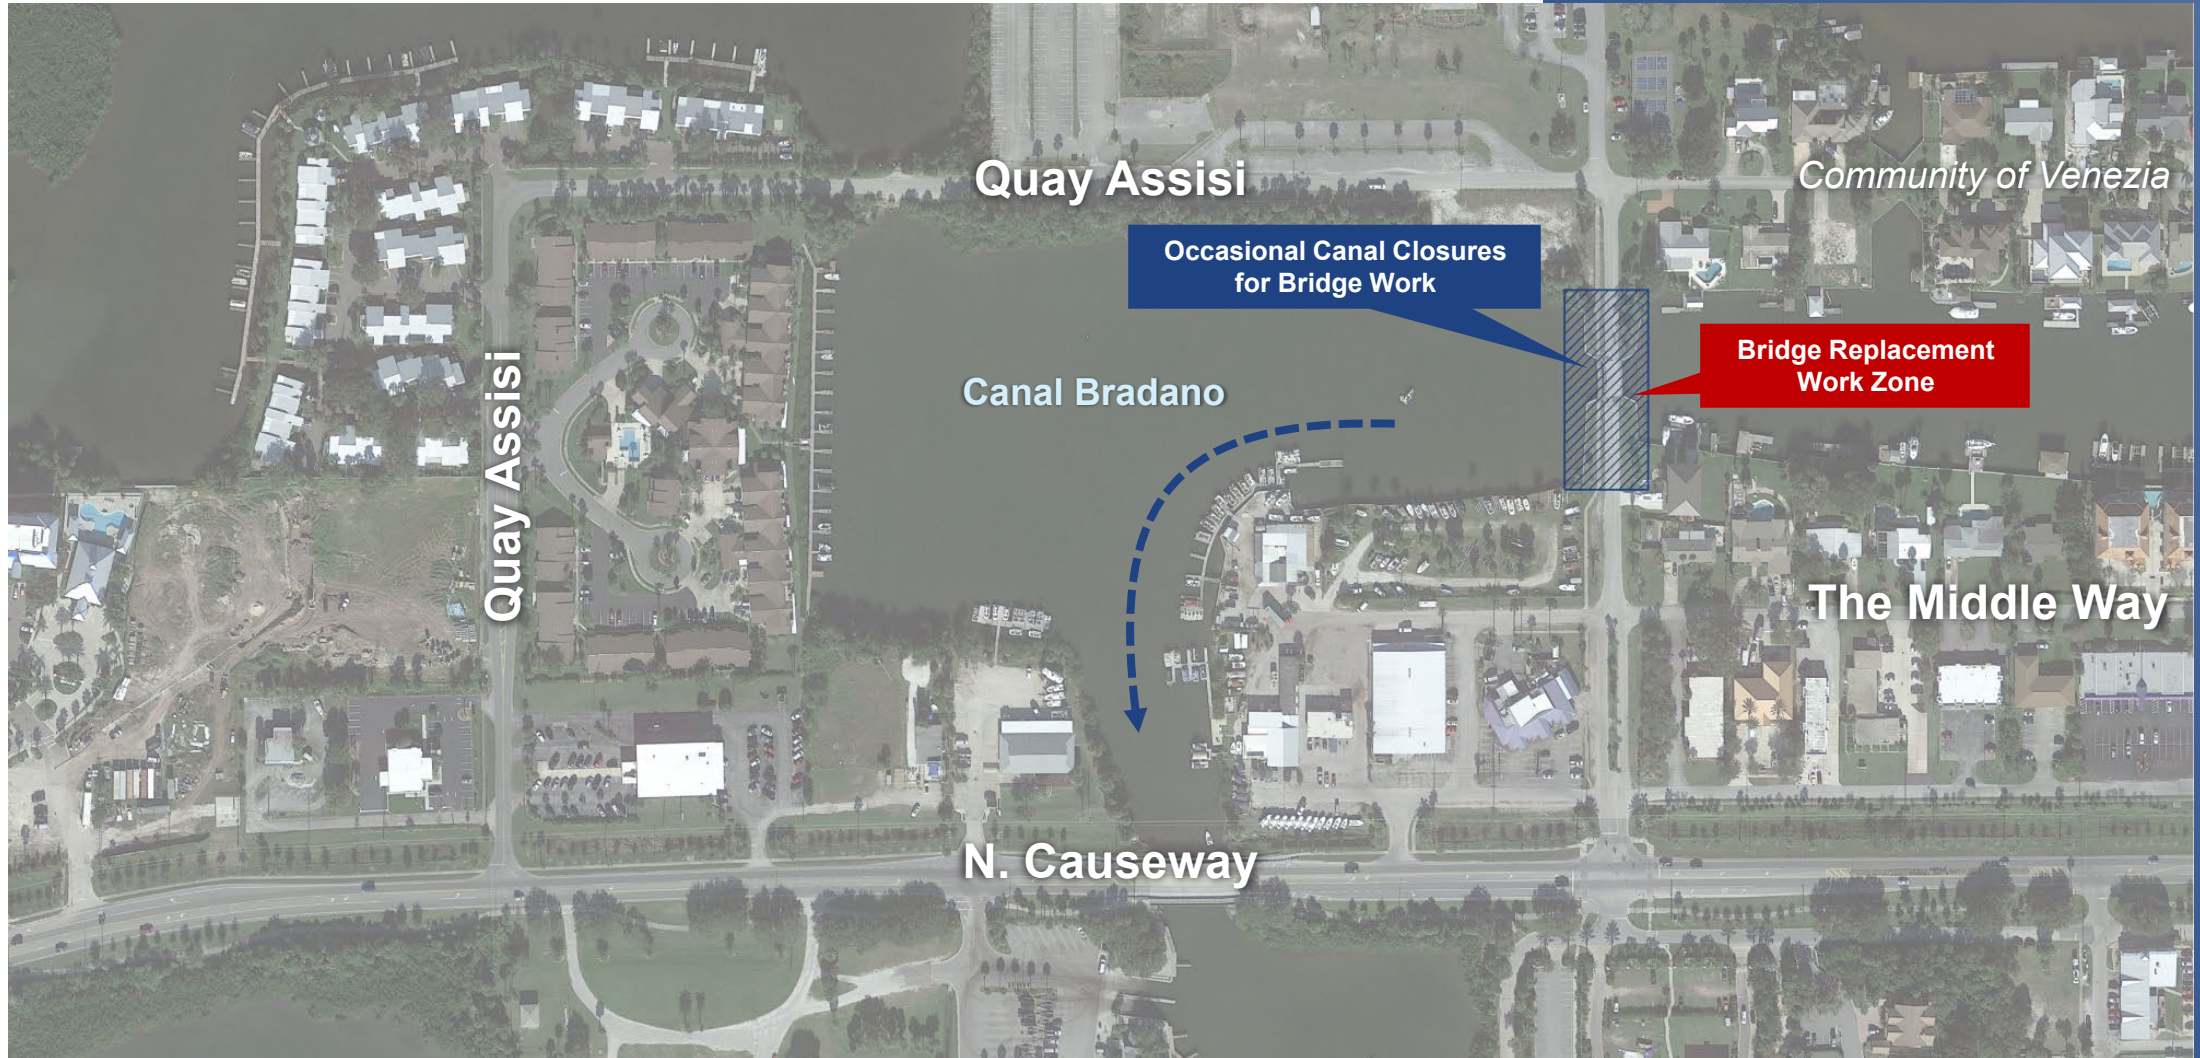 Quay Assisi
Community of Venezia
Occasional Canal Closures
for Bridge Work
Bridge Replacement
Work Zone
Canal Bradano
Quay Assisi
The Middle Way
N. Causeway